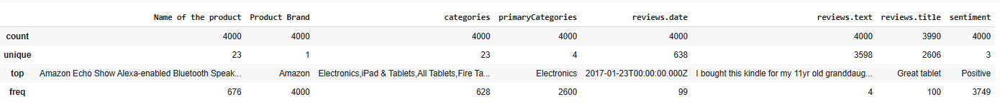 Name of the product Product Brand categories primaryCategories reviews.date reviews.text reviews.title sentiment
count 4000 4000 4000 4000 4000 4000 3990 4000
unique 23 1 23 4 638 3598 2606 3
top Amazon Echo Show Alexa-enabled Bluetooth Speak... Amazon Electronics,iPad & Tablets,All Tablets,Fire Ta... Electronics 2017-01-23T00:00:00.000Z I bought this kindle for my 11yr old granddaug... Great tablet Positive
freq 676 4000 628 2600 99 4 100 3749